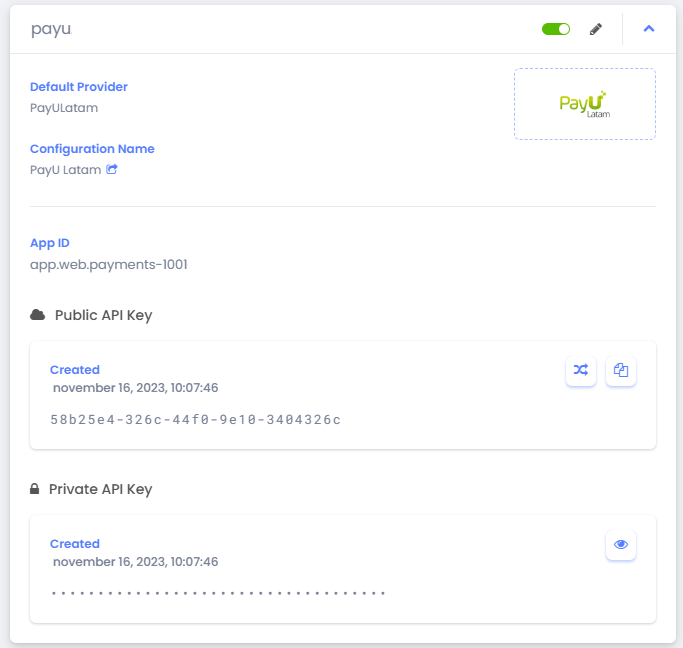 payu
Default Provider
PayULatam
PayU
Latam
Configuration Name
PayU Latam
App ID
app.web.payments-1001
Public API Key
Created
november 16, 2023, 10:07:46
58b25e4-326c-44f0-9e10-3404326c
Private API Key
Created
november 16, 2023, 10:07:46
••••••••••••••••••••••••••••••••••••